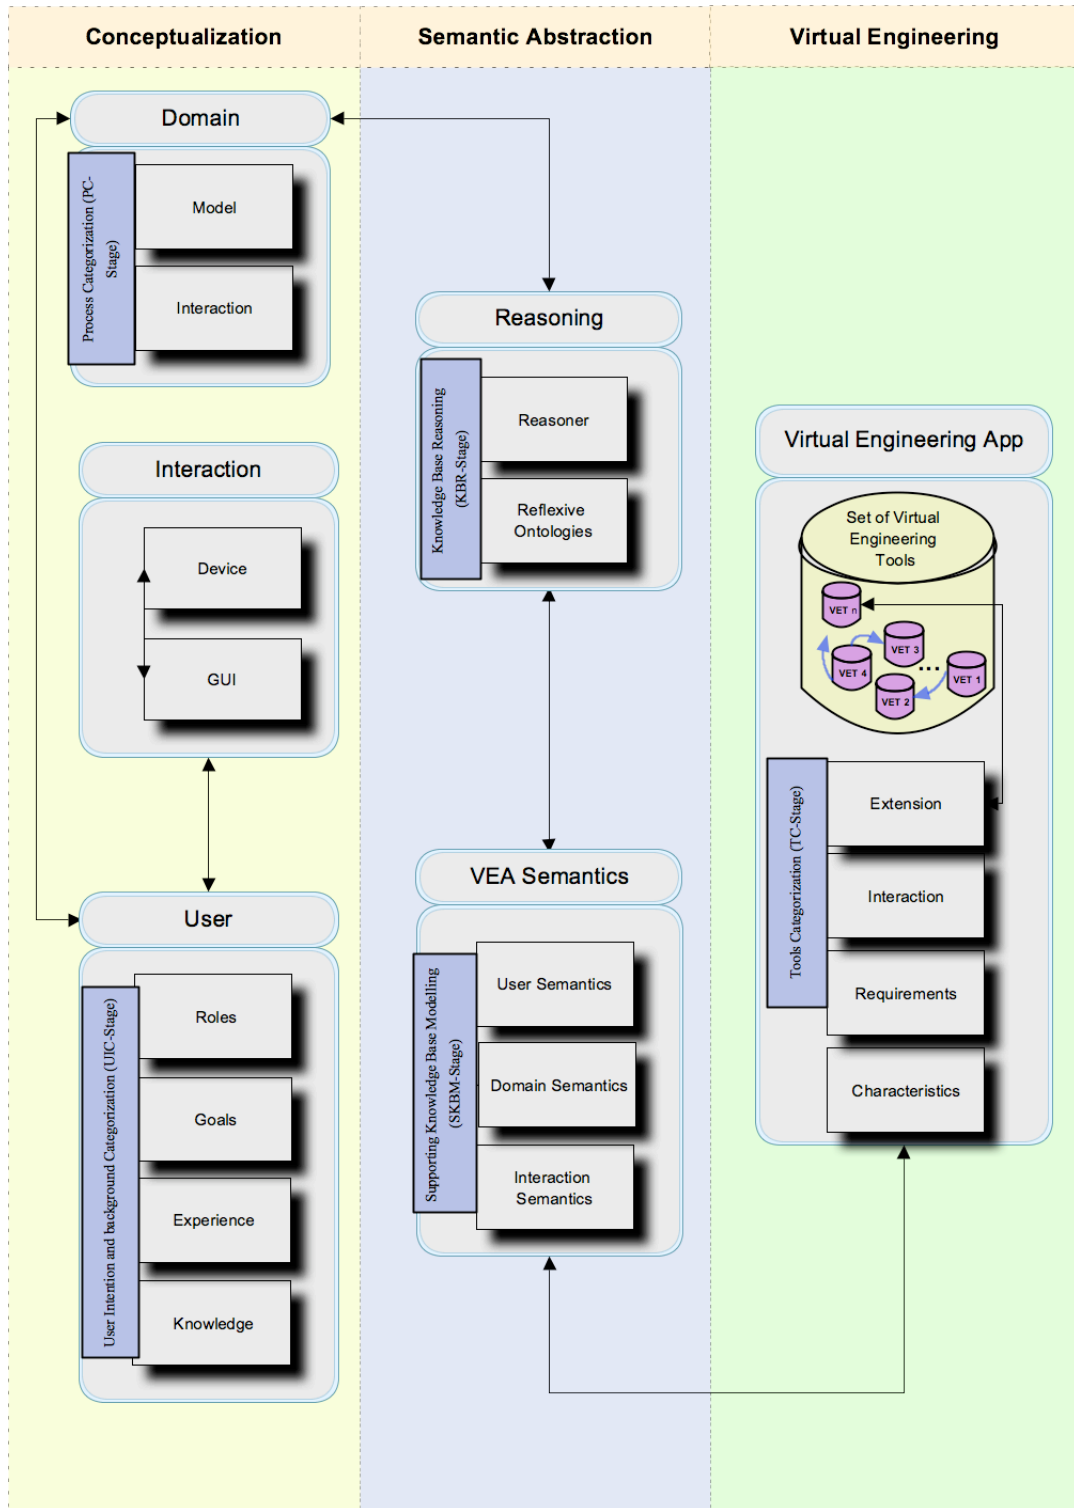 Conceptualization
Semantic Abstraction
Virtual Engineering
Domain
Process Categorization (PC-
Stage)
Model
Interaction
Interaction
Device
GUI
User
User Intention and background Categorization (UIC-Stage)
Roles
Goals
Experience
Knowledge
Reasoning
Knowledge Base Reasoning
(KBR-Stage)
Reasoner
Reflexive
Ontologies
VEA Semantics
Supporting Knowledge Base Modelling
(SKBM-Stage)
User Semantics
Domain Semantics
Interaction
Semantics
Virtual Engineering App
Set of Virtual
Engineering
Tools
VET n
VET 3
VET 4
...
VET 1
VET 2
Tools Categorization (TC-Stage)
Extension
Interaction
Requirements
Characteristics